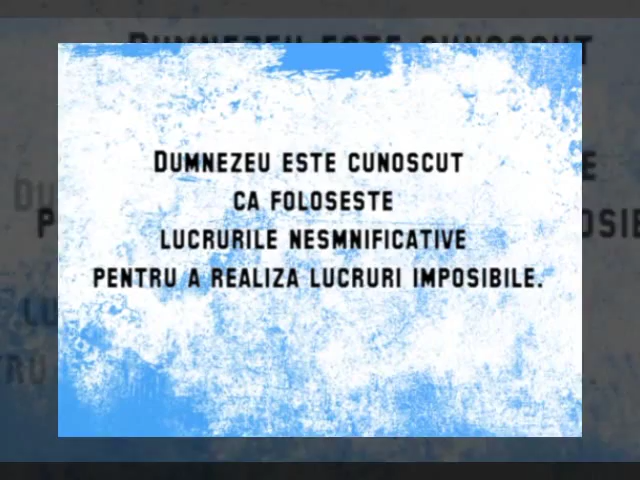 DUMNEZEU ESTE CUNOSCUT
CA FOLOSESTE
LUCRURILE NESMNIFICATIVE
PENTRU A REALIZA LUCRURI IMPOSIBILE.